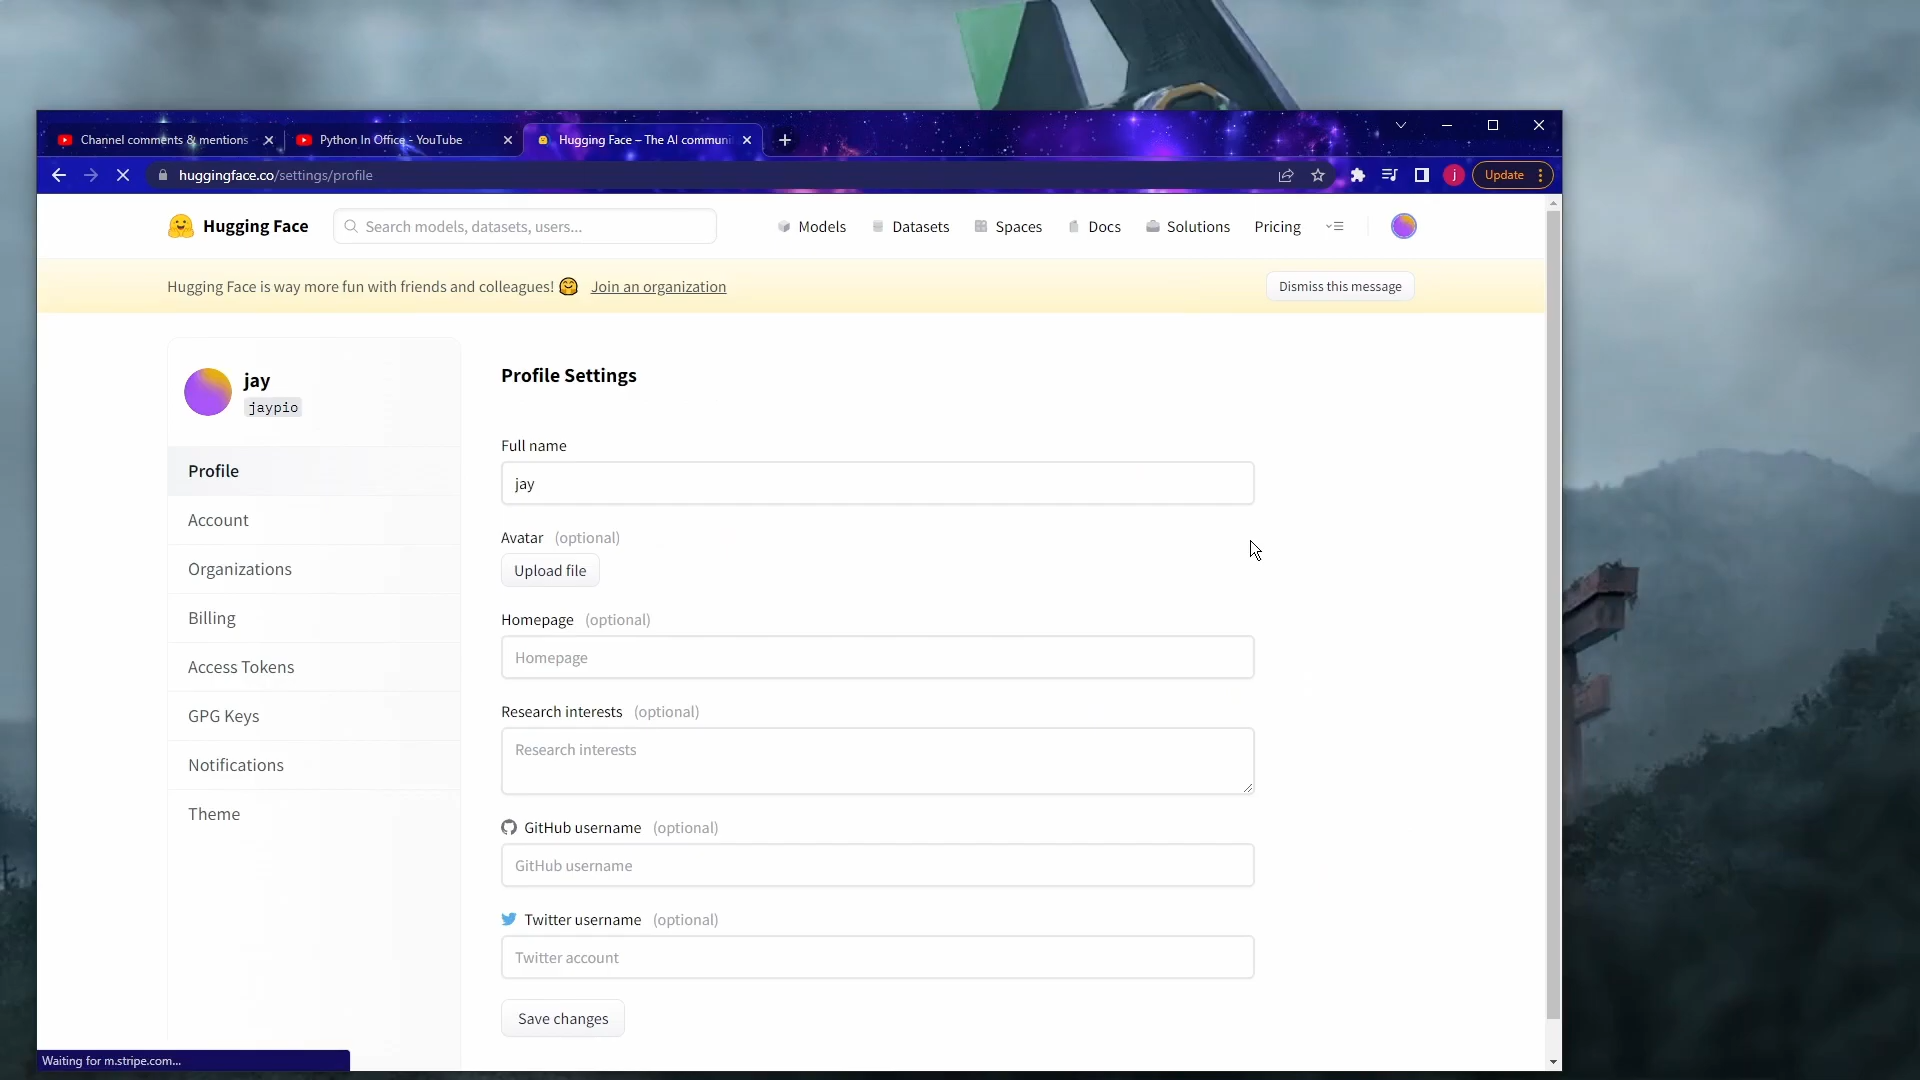 Channel comments & mentions
Python In Office - YouTube
Hugging Face – The AI commun
huggingface.co/settings/profile
j
Update
Hugging Face
Search models, datasets, users...
Models
Datasets
Spaces
Docs
Solutions
Pricing
Hugging Face is way more fun with friends and colleagues! 🤗 Join an organization
Dismiss this message
jay
jaypio
Profile
Account
Organizations
Billing
Access Tokens
GPG Keys
Notifications
Theme
Profile Settings
Full name
jay
Avatar (optional)
Upload file
Homepage (optional)
Homepage
Research interests (optional)
Research interests
GitHub username (optional)
GitHub username
Twitter username (optional)
Twitter account
Save changes
Waiting for m.stripe.com...